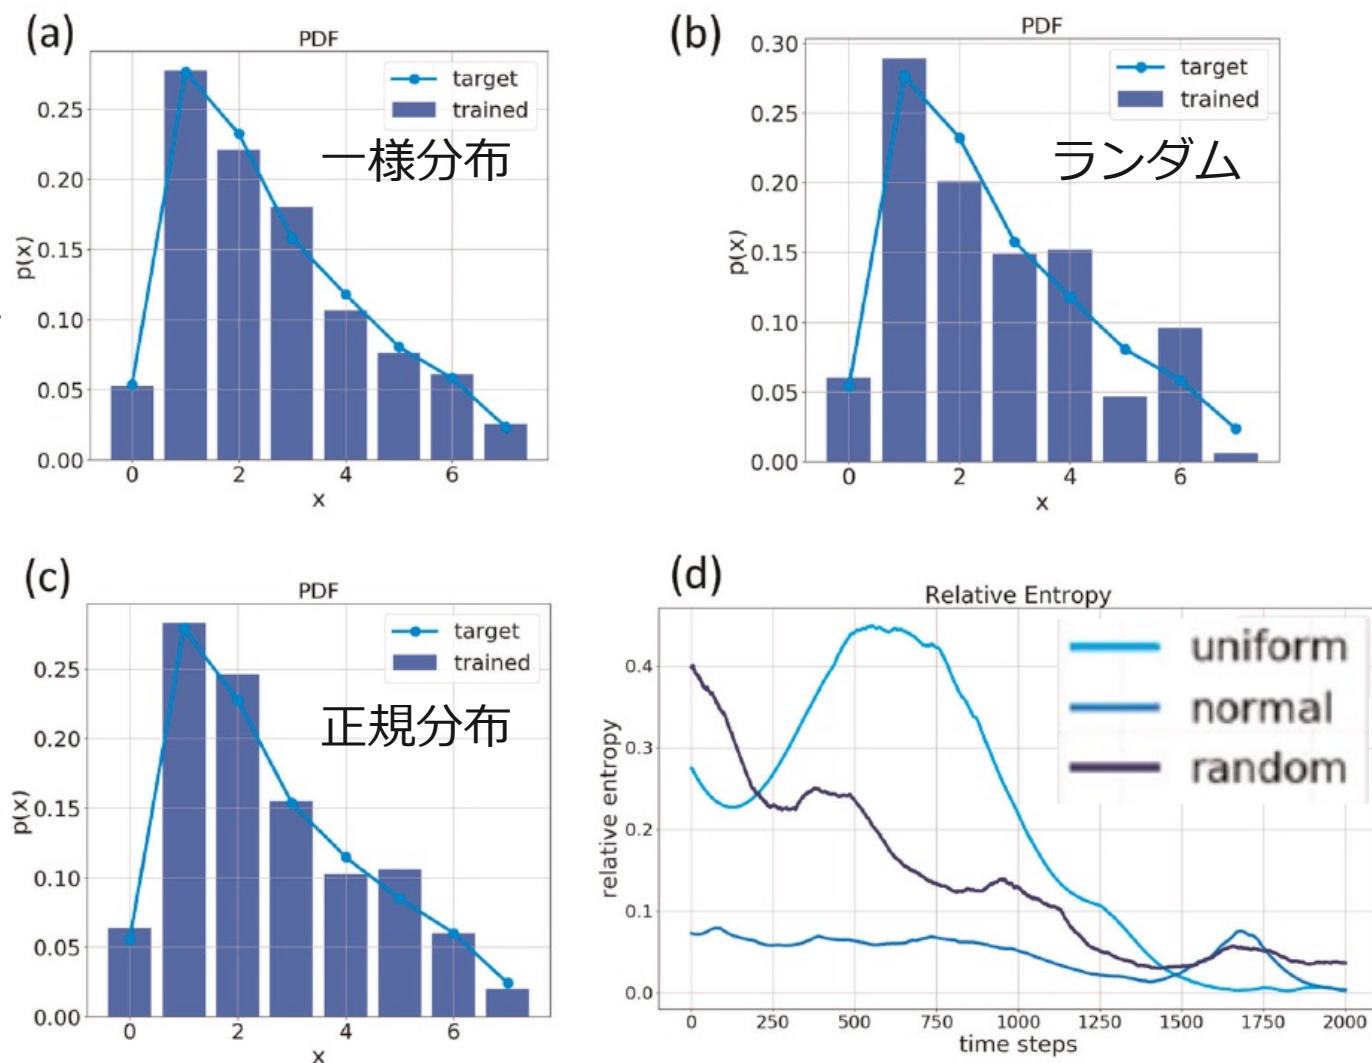 (a)
PDF
target
trained
一様分布
p(x)
0.25
0.20
0.15
0.10
0.05
0.00
0 2 4 6
x
(b)
PDF
target
trained
ランダム
p(x)
0.30
0.25
0.20
0.15
0.10
0.05
0.00
0 2 4 6
x
(c)
PDF
target
trained
正規分布
p(x)
0.25
0.20
0.15
0.10
0.05
0.00
0 2 4 6
x
(d)
Relative Entropy
uniform
normal
random
relative entropy
0.4
0.3
0.2
0.1
0.0
0 250 500 750 1000 1250 1500 1750 2000
time steps